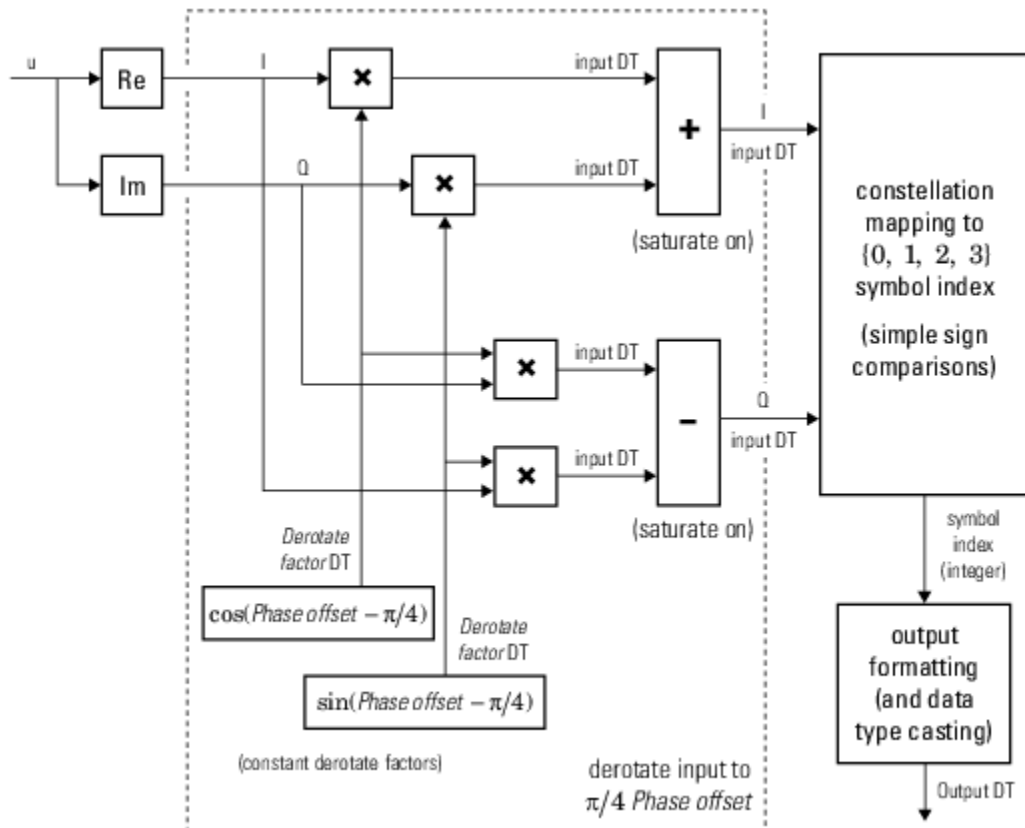 u
Re
I
×
input DT
+
I
input DT
Im
Q
×
input DT
(saturate on)
constellation
mapping to
{0, 1, 2, 3}
symbol index
(simple sign
comparisons)
×
input DT
−
Q
input DT
×
input DT
(saturate on)
Derotate
factor DT
cos(Phase offset − π/4)
Derotate
factor DT
sin(Phase offset − π/4)
(constant derotate factors)
derotate input to
π/4 Phase offset
symbol
index
(integer)
output
formatting
(and data
type casting)
Output DT